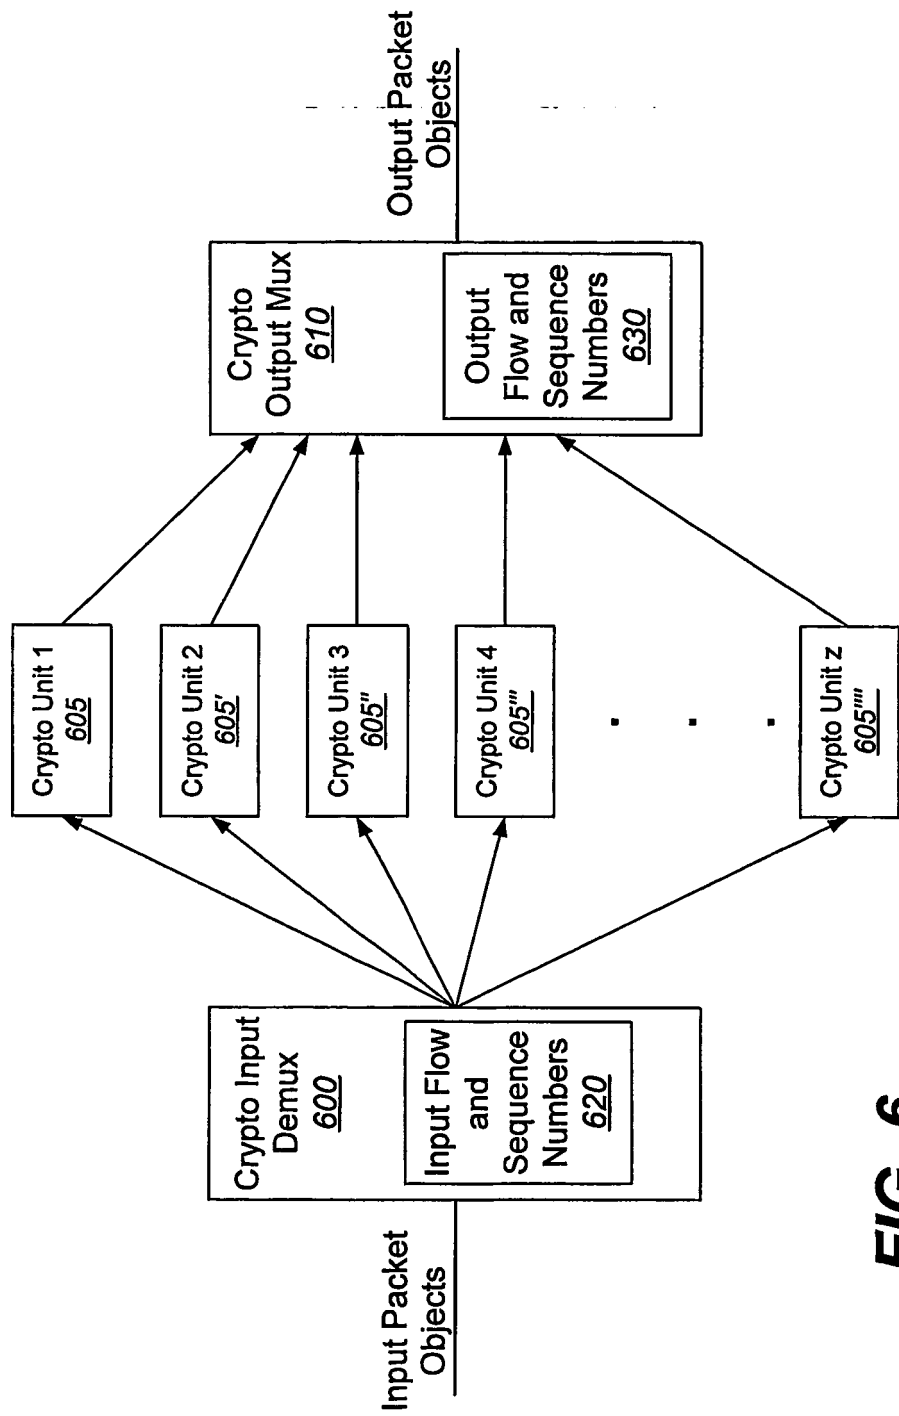 Input Packet
Objects
Crypto Input
Demux
600
Input Flow
and
Sequence
Numbers
620
Crypto Unit 1
605
Crypto Unit 2
605'
Crypto Unit 3
605''
Crypto Unit 4
605'''
Crypto Unit z
605''''
Crypto
Output Mux
610
Output
Flow and
Sequence
Numbers
630
Output Packet
Objects
FIG. 6